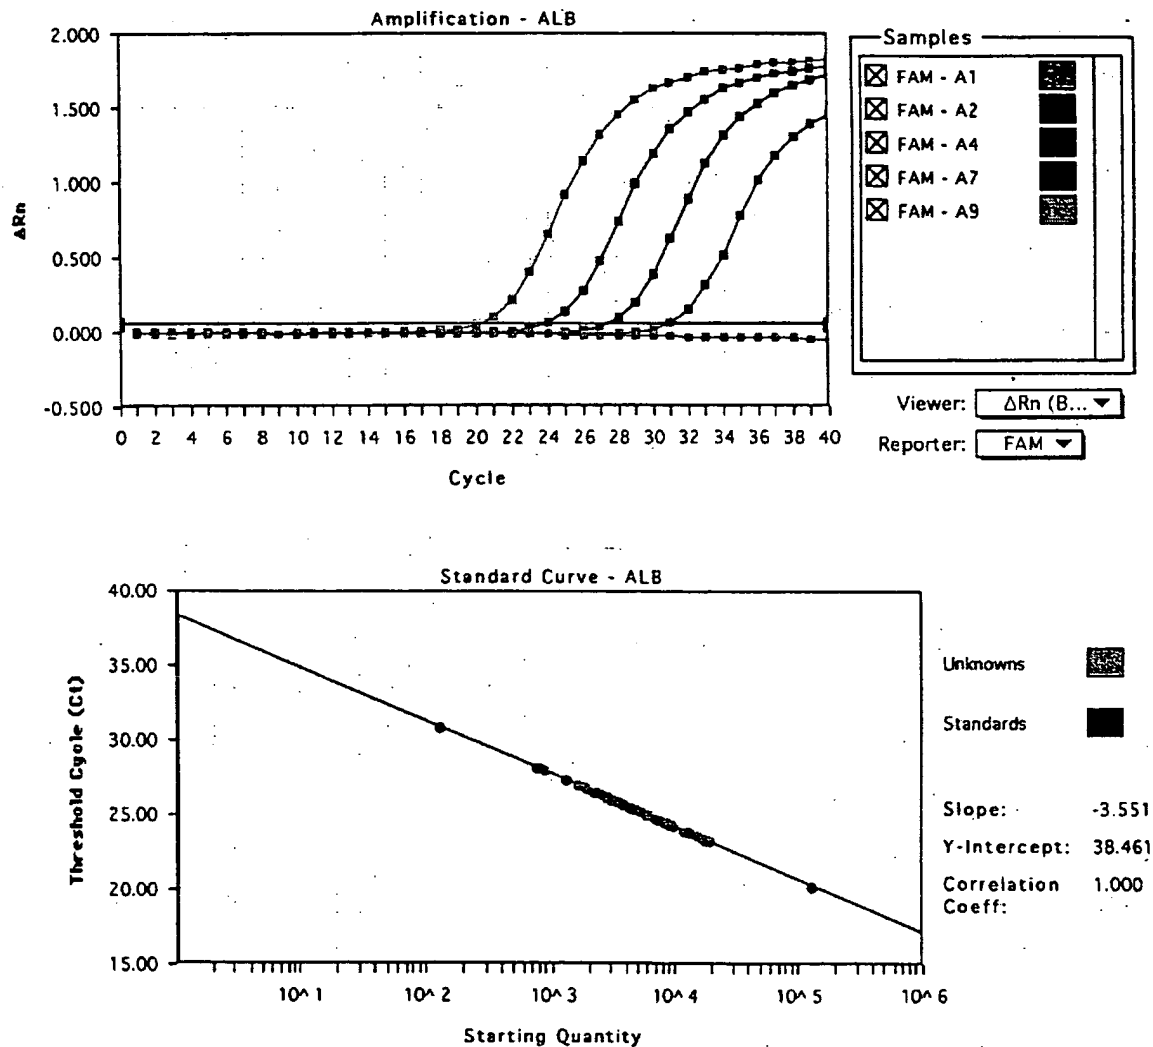 Amplification - ALB
2.000
1.500
1.000
0.500
0.000
-0.500
ΔRn
0 2 4 6 8 10 12 14 16 18 20 22 24 26 28 30 32 34 36 38 40
Cycle
Samples
FAM - A1
FAM - A2
FAM - A4
FAM - A7
FAM - A9
Viewer: ΔRn (B...
Reporter: FAM
Standard Curve - ALB
40.00
35.00
30.00
25.00
20.00
15.00
Threshold Cycle (Ct)
10^1 10^2 10^3 10^4 10^5 10^6
Starting Quantity
Unknowns
Standards
Slope: -3.551
Y-Intercept: 38.461
Correlation 1.000
Coeff: